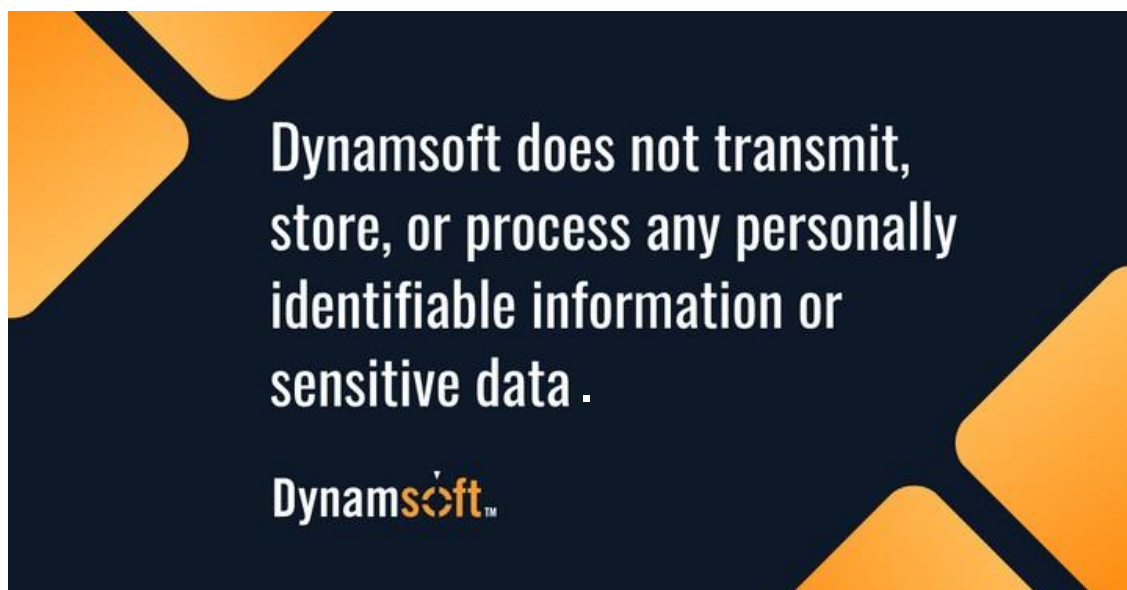 Dynamsoft does not transmit,
store, or process any personally
identifiable information or
sensitive data .
Dynamsoft™